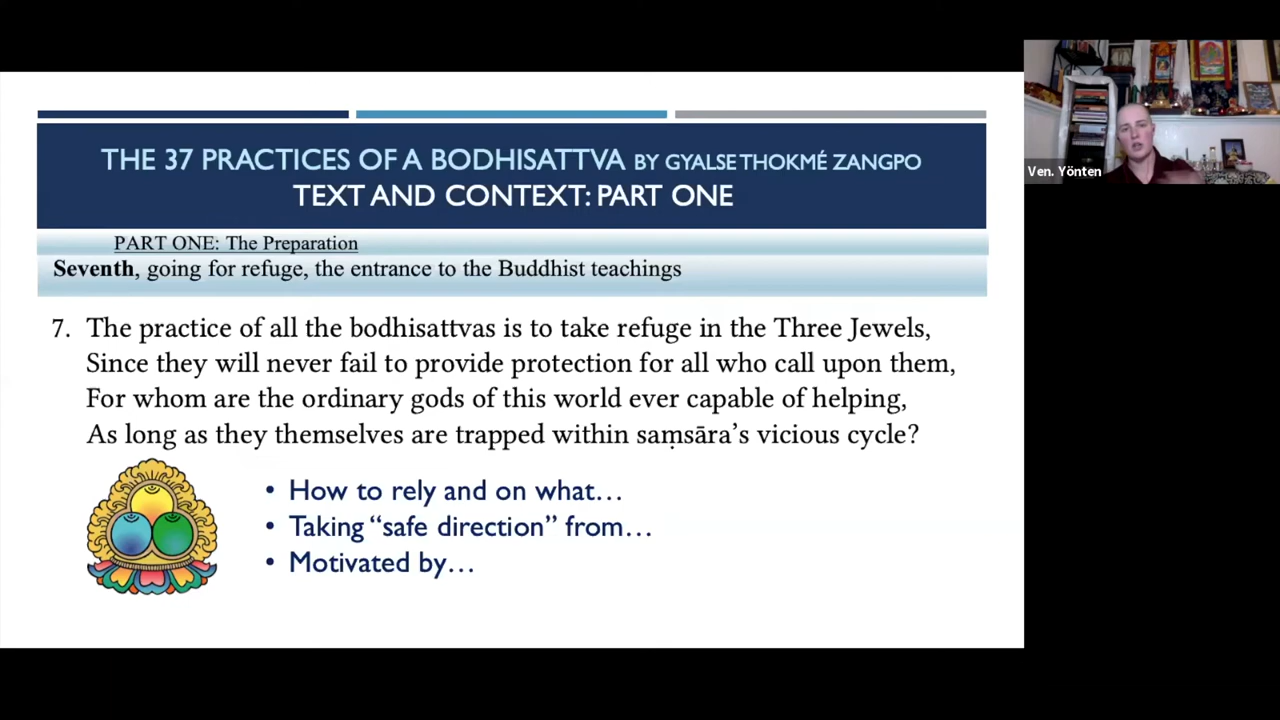 THE 37 PRACTICES OF A BODHISATTVA BY GYALSE THOKMÉ ZANGPO
TEXT AND CONTEXT: PART ONE
PART ONE: The Preparation
Seventh, going for refuge, the entrance to the Buddhist teachings
7. The practice of all the bodhisattvas is to take refuge in the Three Jewels,
Since they will never fail to provide protection for all who call upon them,
For whom are the ordinary gods of this world ever capable of helping,
As long as they themselves are trapped within saṃsāra’s vicious cycle?
• How to rely and on what…
• Taking “safe direction” from…
• Motivated by…
Ven. Yönten